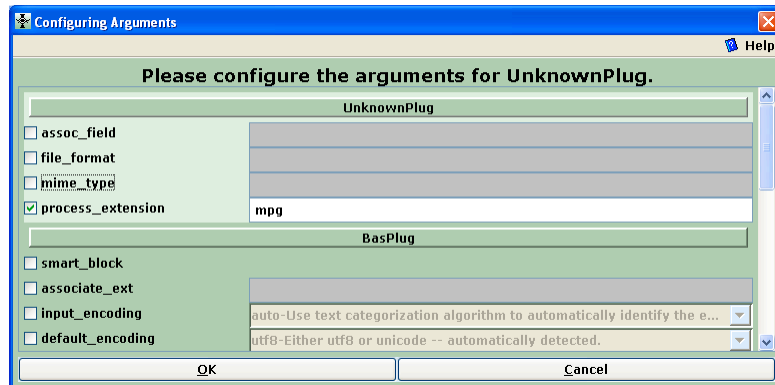 Configuring Arguments
Help
Please configure the arguments for UnknownPlug.
UnknownPlug
assoc_field
file_format
mime_type
process_extension mpg
BasPlug
smart_block
associate_ext
input_encoding auto-Use text categorization algorithm to automatically identify the e...
default_encoding utf8-Either utf8 or unicode -- automatically detected.
OK Cancel